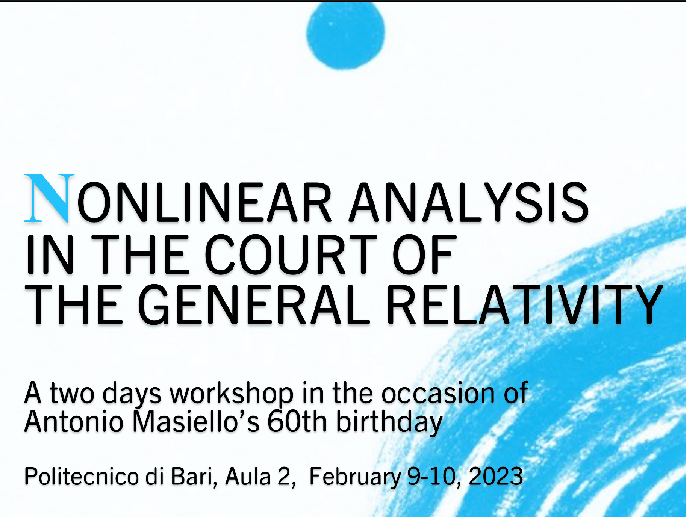 NONLINEAR ANALYSIS
IN THE COURT OF
THE GENERAL RELATIVITY
A two days workshop in the occasion of
Antonio Masiello's 60th birthday
Politecnico di Bari, Aula 2, February 9-10, 2023